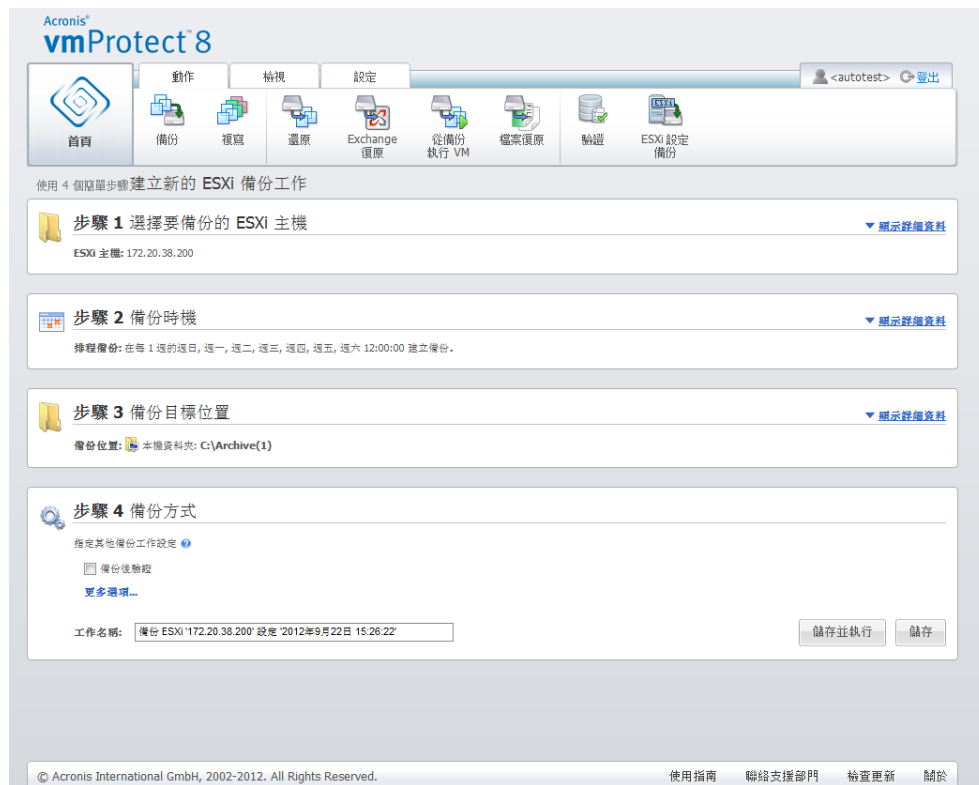 Acronis®
vmProtect™ 8
動作 檢視 設定
<autotest> 登出
首頁
備份
複寫
還原
Exchange 復原
從備份 執行 VM
檔案復原
驗證
ESXi 設定 備份
使用 4 個簡單步驟建立新的 ESXi 備份工作
步驟 1 選擇要備份的 ESXi 主機
顯示詳細資料
ESXi 主機: 172.20.38.200
步驟 2 備份時機
顯示詳細資料
排程備份: 在每 1 週的週日, 週一, 週二, 週三, 週四, 週五, 週六 12:00:00 建立備份。
步驟 3 備份目標位置
顯示詳細資料
備份位置: 本機資料夾: C:\Archive(1)
步驟 4 備份方式
指定其他備份工作設定
備份後驗證
更多選項...
工作名稱: 備份 ESXi '172.20.38.200' 設定 '2012年9月22日 15:26:22'
儲存並執行 儲存
© Acronis International GmbH, 2002-2012. All Rights Reserved.
使用指南 聯絡支援部門 檢查更新 關於